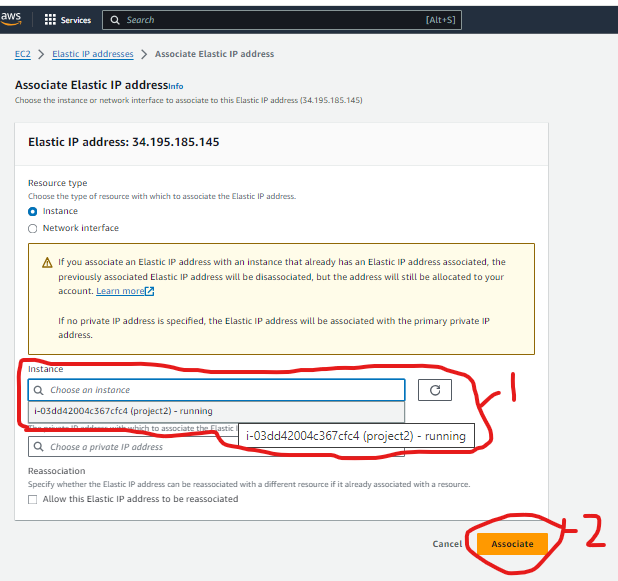 aws Services Search [Alt+S]
EC2 > Elastic IP addresses > Associate Elastic IP address
Associate Elastic IP address Info
Choose the instance or network interface to associate to this Elastic IP address (34.195.185.145)
Elastic IP address: 34.195.185.145
Resource type
Choose the type of resource with which to associate the Elastic IP address.
Instance
Network interface
If you associate an Elastic IP address with an instance that already has an Elastic IP address associated, the
previously associated Elastic IP address will be disassociated, but the address will still be allocated to your
account. Learn more
If no private IP address is specified, the Elastic IP address will be associated with the primary private IP
address.
Instance
Choose an instance
1
i-03dd42004c367cfc4 (project2) - running
The private IP address with which to associate the Elastic I
i-03dd42004c367cfc4 (project2) - running
Choose a private IP address
Reassociation
Specify whether the Elastic IP address can be reassociated with a different resource if it already associated with a resource.
Allow this Elastic IP address to be reassociated
2
Cancel Associate